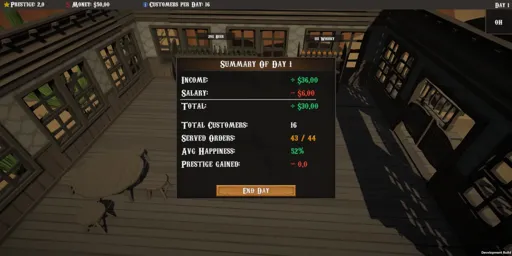 Prestige: 2,0
Money: $50,00
Customers per Day: 16
Day 1
0H
Summary Of Day 1
Income: + $36,00
Salary: - $6,00
Total: + $30,00
Total Customers: 16
Served Orders: 43 / 44
Avg Happiness: 52%
Prestige gained: - 0,0
End Day
Development Build